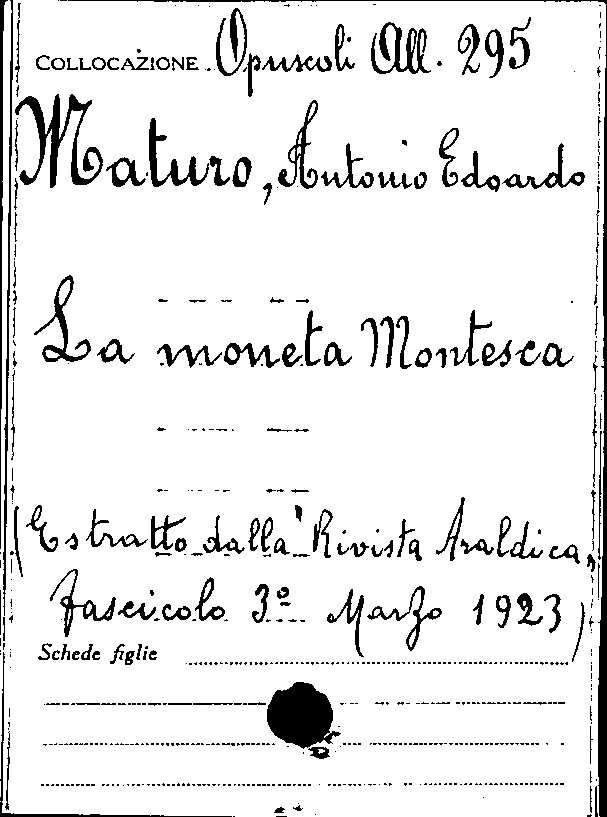 COLLOCAZIONE. Opuscoli All. 295
Maturo, Antonio Edoardo
La moneta Montesca
(Estratto dalla "Rivista Araldica,,
Fascicolo 3º Marzo 1923)
Schede figlie